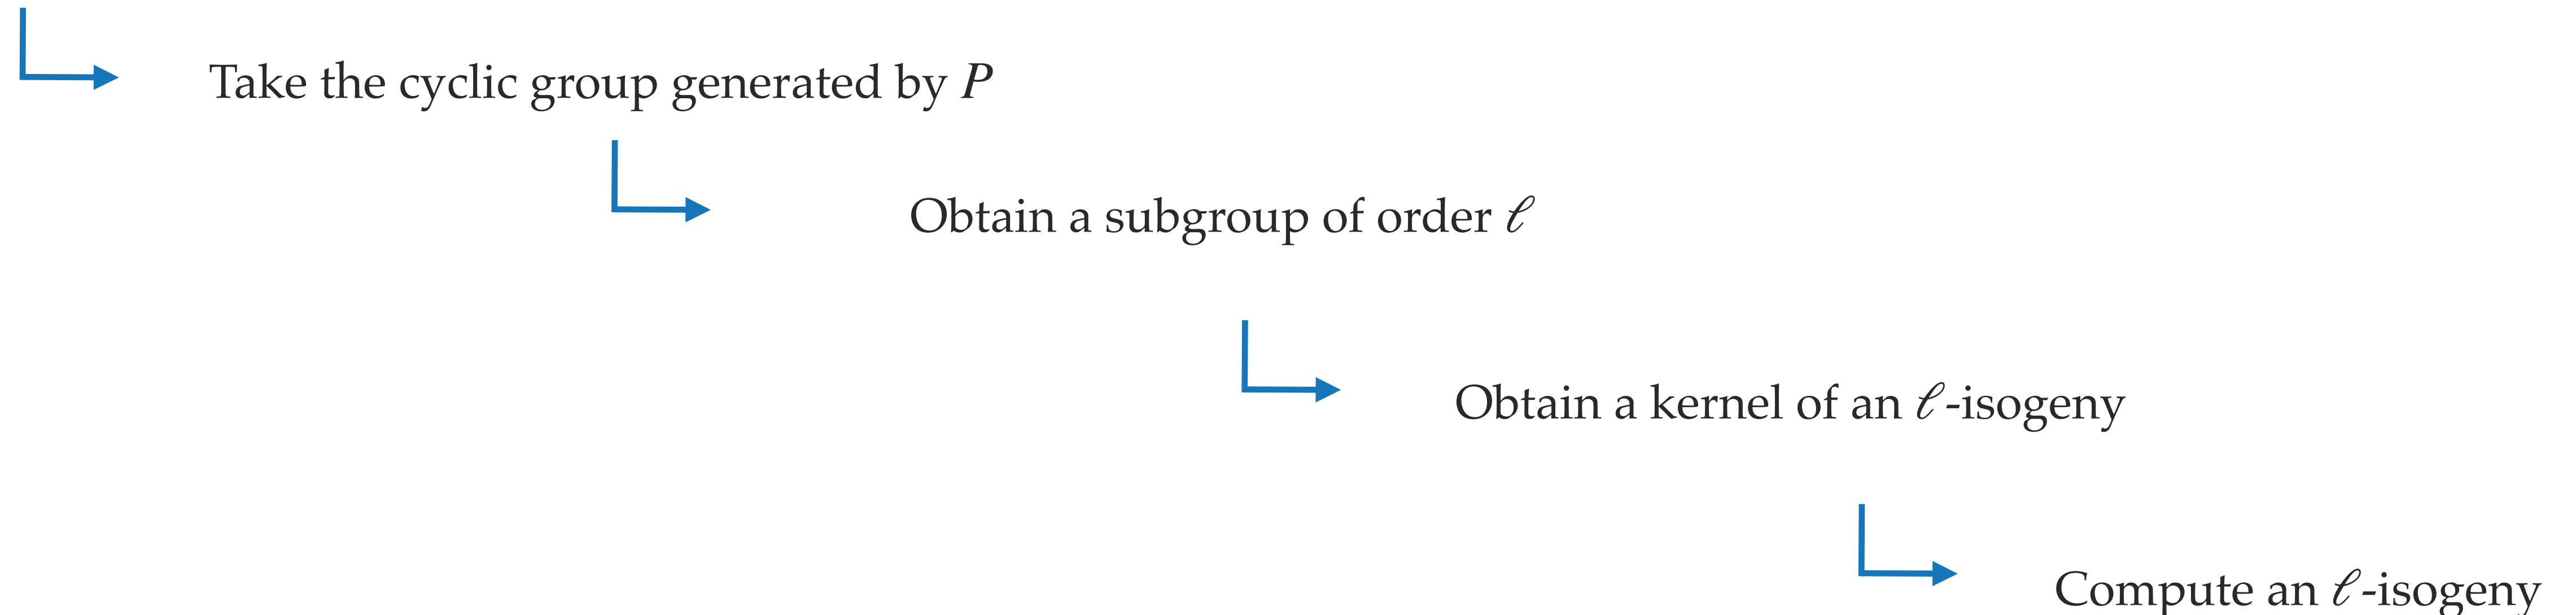 Take the cyclic group generated by P
Obtain a subgroup of order ℓ
Obtain a kernel of an ℓ-isogeny
Compute an ℓ-isogeny